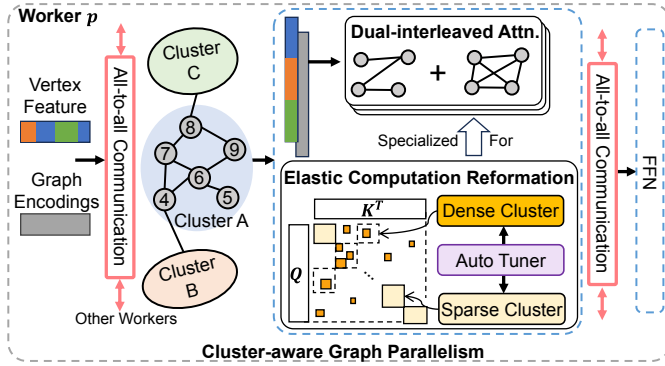 Worker p
Vertex
Feature
Graph
Encodings
All-to-all Communication
Other Workers
Cluster
C
8
7
9
6
4
5
Cluster A
Cluster
B
Dual-interleaved Attn.
+
Specialized For
Elastic Computation Reformation
K^T
Q
...
Dense Cluster
Auto Tuner
Sparse Cluster
All-to-all Communication
FFN
Cluster-aware Graph Parallelism